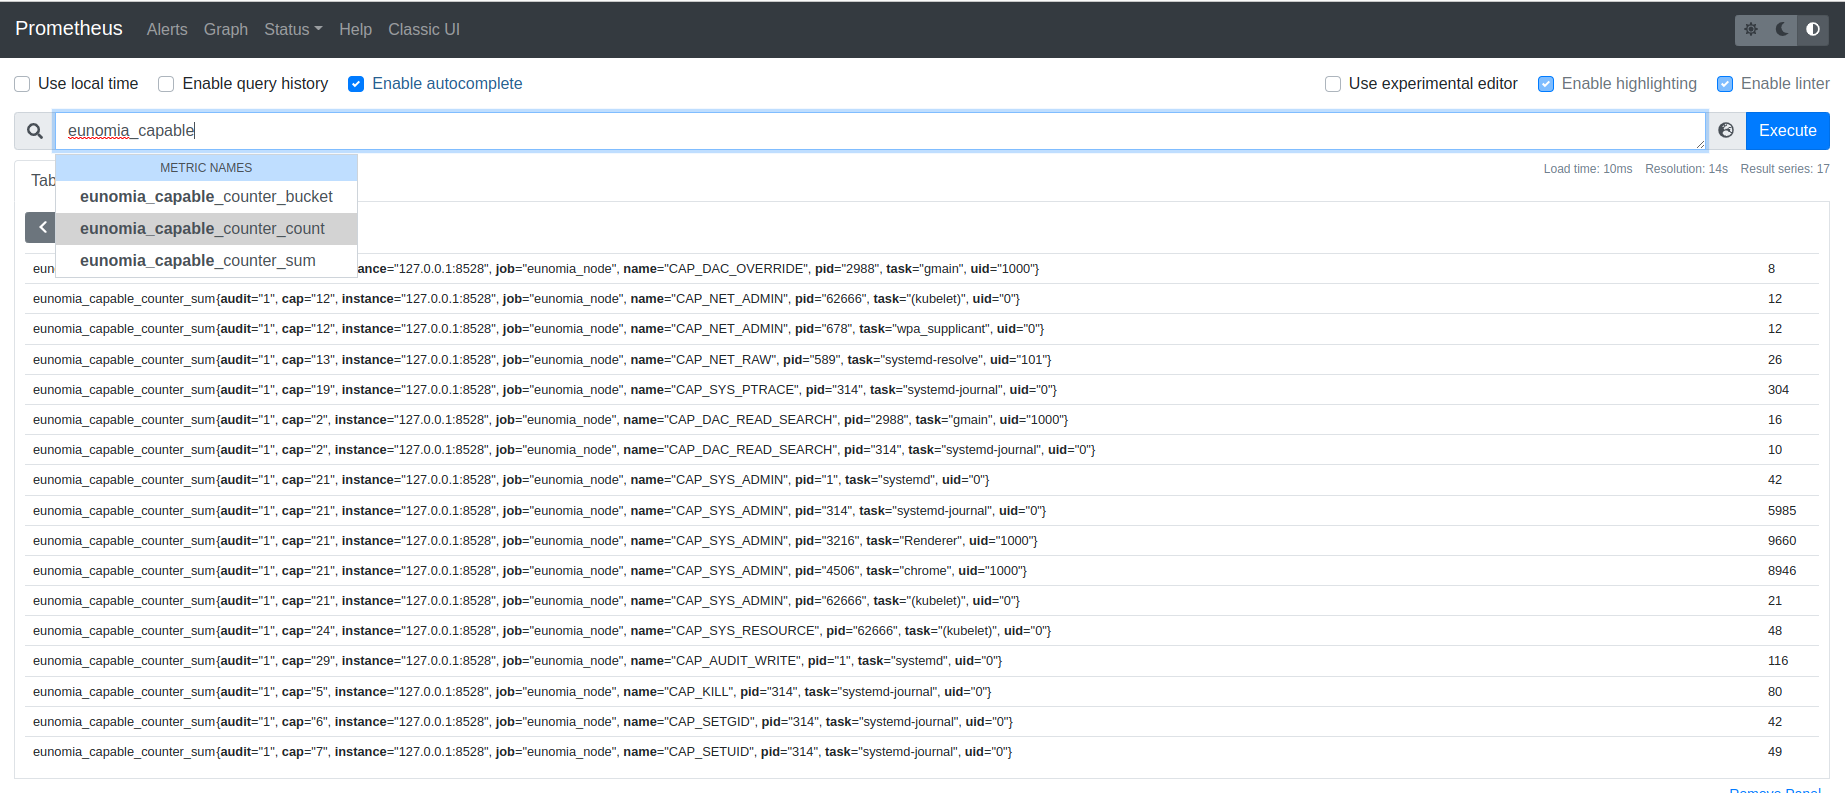 Prometheus Alerts Graph Status Help Classic UI
Use local time Enable query history Enable autocomplete Use experimental editor Enable highlighting Enable linter
eunomia_capable Execute
METRIC NAMES Load time: 10ms Resolution: 14s Result series: 17
Tab
eunomia_capable_counter_bucket
eunomia_capable_counter_count
eunomia_capable_counter_sum
eun ance="127.0.0.1:8528", job="eunomia_node", name="CAP_DAC_OVERRIDE", pid="2988", task="gmain", uid="1000"} 8
eunomia_capable_counter_sum{audit="1", cap="12", instance="127.0.0.1:8528", job="eunomia_node", name="CAP_NET_ADMIN", pid="62666", task="(kubelet)", uid="0"} 12
eunomia_capable_counter_sum{audit="1", cap="12", instance="127.0.0.1:8528", job="eunomia_node", name="CAP_NET_ADMIN", pid="678", task="wpa_supplicant", uid="0"} 12
eunomia_capable_counter_sum{audit="1", cap="13", instance="127.0.0.1:8528", job="eunomia_node", name="CAP_NET_RAW", pid="589", task="systemd-resolve", uid="101"} 26
eunomia_capable_counter_sum{audit="1", cap="19", instance="127.0.0.1:8528", job="eunomia_node", name="CAP_SYS_PTRACE", pid="314", task="systemd-journal", uid="0"} 304
eunomia_capable_counter_sum{audit="1", cap="2", instance="127.0.0.1:8528", job="eunomia_node", name="CAP_DAC_READ_SEARCH", pid="2988", task="gmain", uid="1000"} 16
eunomia_capable_counter_sum{audit="1", cap="2", instance="127.0.0.1:8528", job="eunomia_node", name="CAP_DAC_READ_SEARCH", pid="314", task="systemd-journal", uid="0"} 10
eunomia_capable_counter_sum{audit="1", cap="21", instance="127.0.0.1:8528", job="eunomia_node", name="CAP_SYS_ADMIN", pid="1", task="systemd", uid="0"} 42
eunomia_capable_counter_sum{audit="1", cap="21", instance="127.0.0.1:8528", job="eunomia_node", name="CAP_SYS_ADMIN", pid="314", task="systemd-journal", uid="0"} 5985
eunomia_capable_counter_sum{audit="1", cap="21", instance="127.0.0.1:8528", job="eunomia_node", name="CAP_SYS_ADMIN", pid="3216", task="Renderer", uid="1000"} 9660
eunomia_capable_counter_sum{audit="1", cap="21", instance="127.0.0.1:8528", job="eunomia_node", name="CAP_SYS_ADMIN", pid="4506", task="chrome", uid="1000"} 8946
eunomia_capable_counter_sum{audit="1", cap="21", instance="127.0.0.1:8528", job="eunomia_node", name="CAP_SYS_ADMIN", pid="62666", task="(kubelet)", uid="0"} 21
eunomia_capable_counter_sum{audit="1", cap="24", instance="127.0.0.1:8528", job="eunomia_node", name="CAP_SYS_RESOURCE", pid="62666", task="(kubelet)", uid="0"} 48
eunomia_capable_counter_sum{audit="1", cap="29", instance="127.0.0.1:8528", job="eunomia_node", name="CAP_AUDIT_WRITE", pid="1", task="systemd", uid="0"} 116
eunomia_capable_counter_sum{audit="1", cap="5", instance="127.0.0.1:8528", job="eunomia_node", name="CAP_KILL", pid="314", task="systemd-journal", uid="0"} 80
eunomia_capable_counter_sum{audit="1", cap="6", instance="127.0.0.1:8528", job="eunomia_node", name="CAP_SETGID", pid="314", task="systemd-journal", uid="0"} 42
eunomia_capable_counter_sum{audit="1", cap="7", instance="127.0.0.1:8528", job="eunomia_node", name="CAP_SETUID", pid="314", task="systemd-journal", uid="0"} 49
Remove Panel